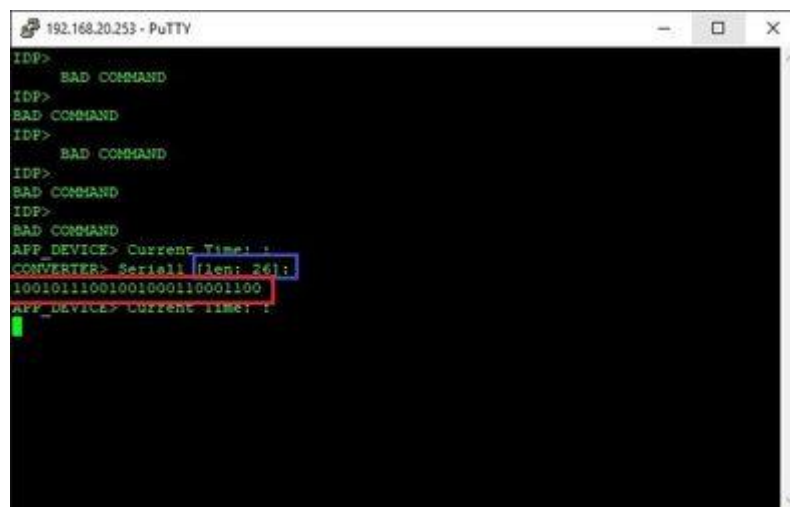 192.168.20.253 - PuTTY
IDP>
BAD COMMAND
IDP>
BAD COMMAND
IDP>
BAD COMMAND
IDP>
BAD COMMAND
IDP>
BAD COMMAND
APP_DEVICE> Current Time: :
CONVERTER> Serial1 [len: 26]:
10010111001001000110001100
APP_DEVICE> Current Time: :